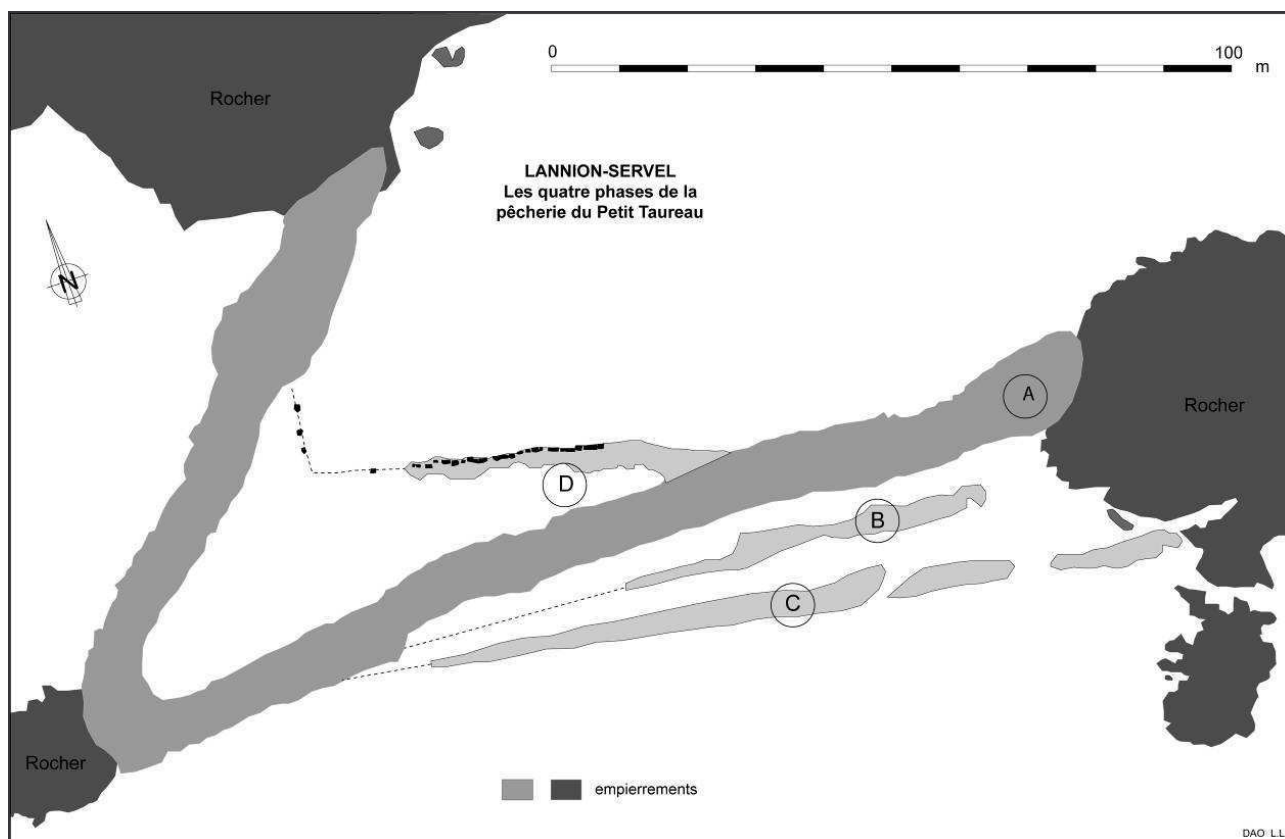 0 100
m
Rocher
LANNION-SERVEL
Les quatre phases de la
pêcherie du Petit Taureau
N
A
Rocher
D
B
C
Rocher
empierrements
DAO L.L